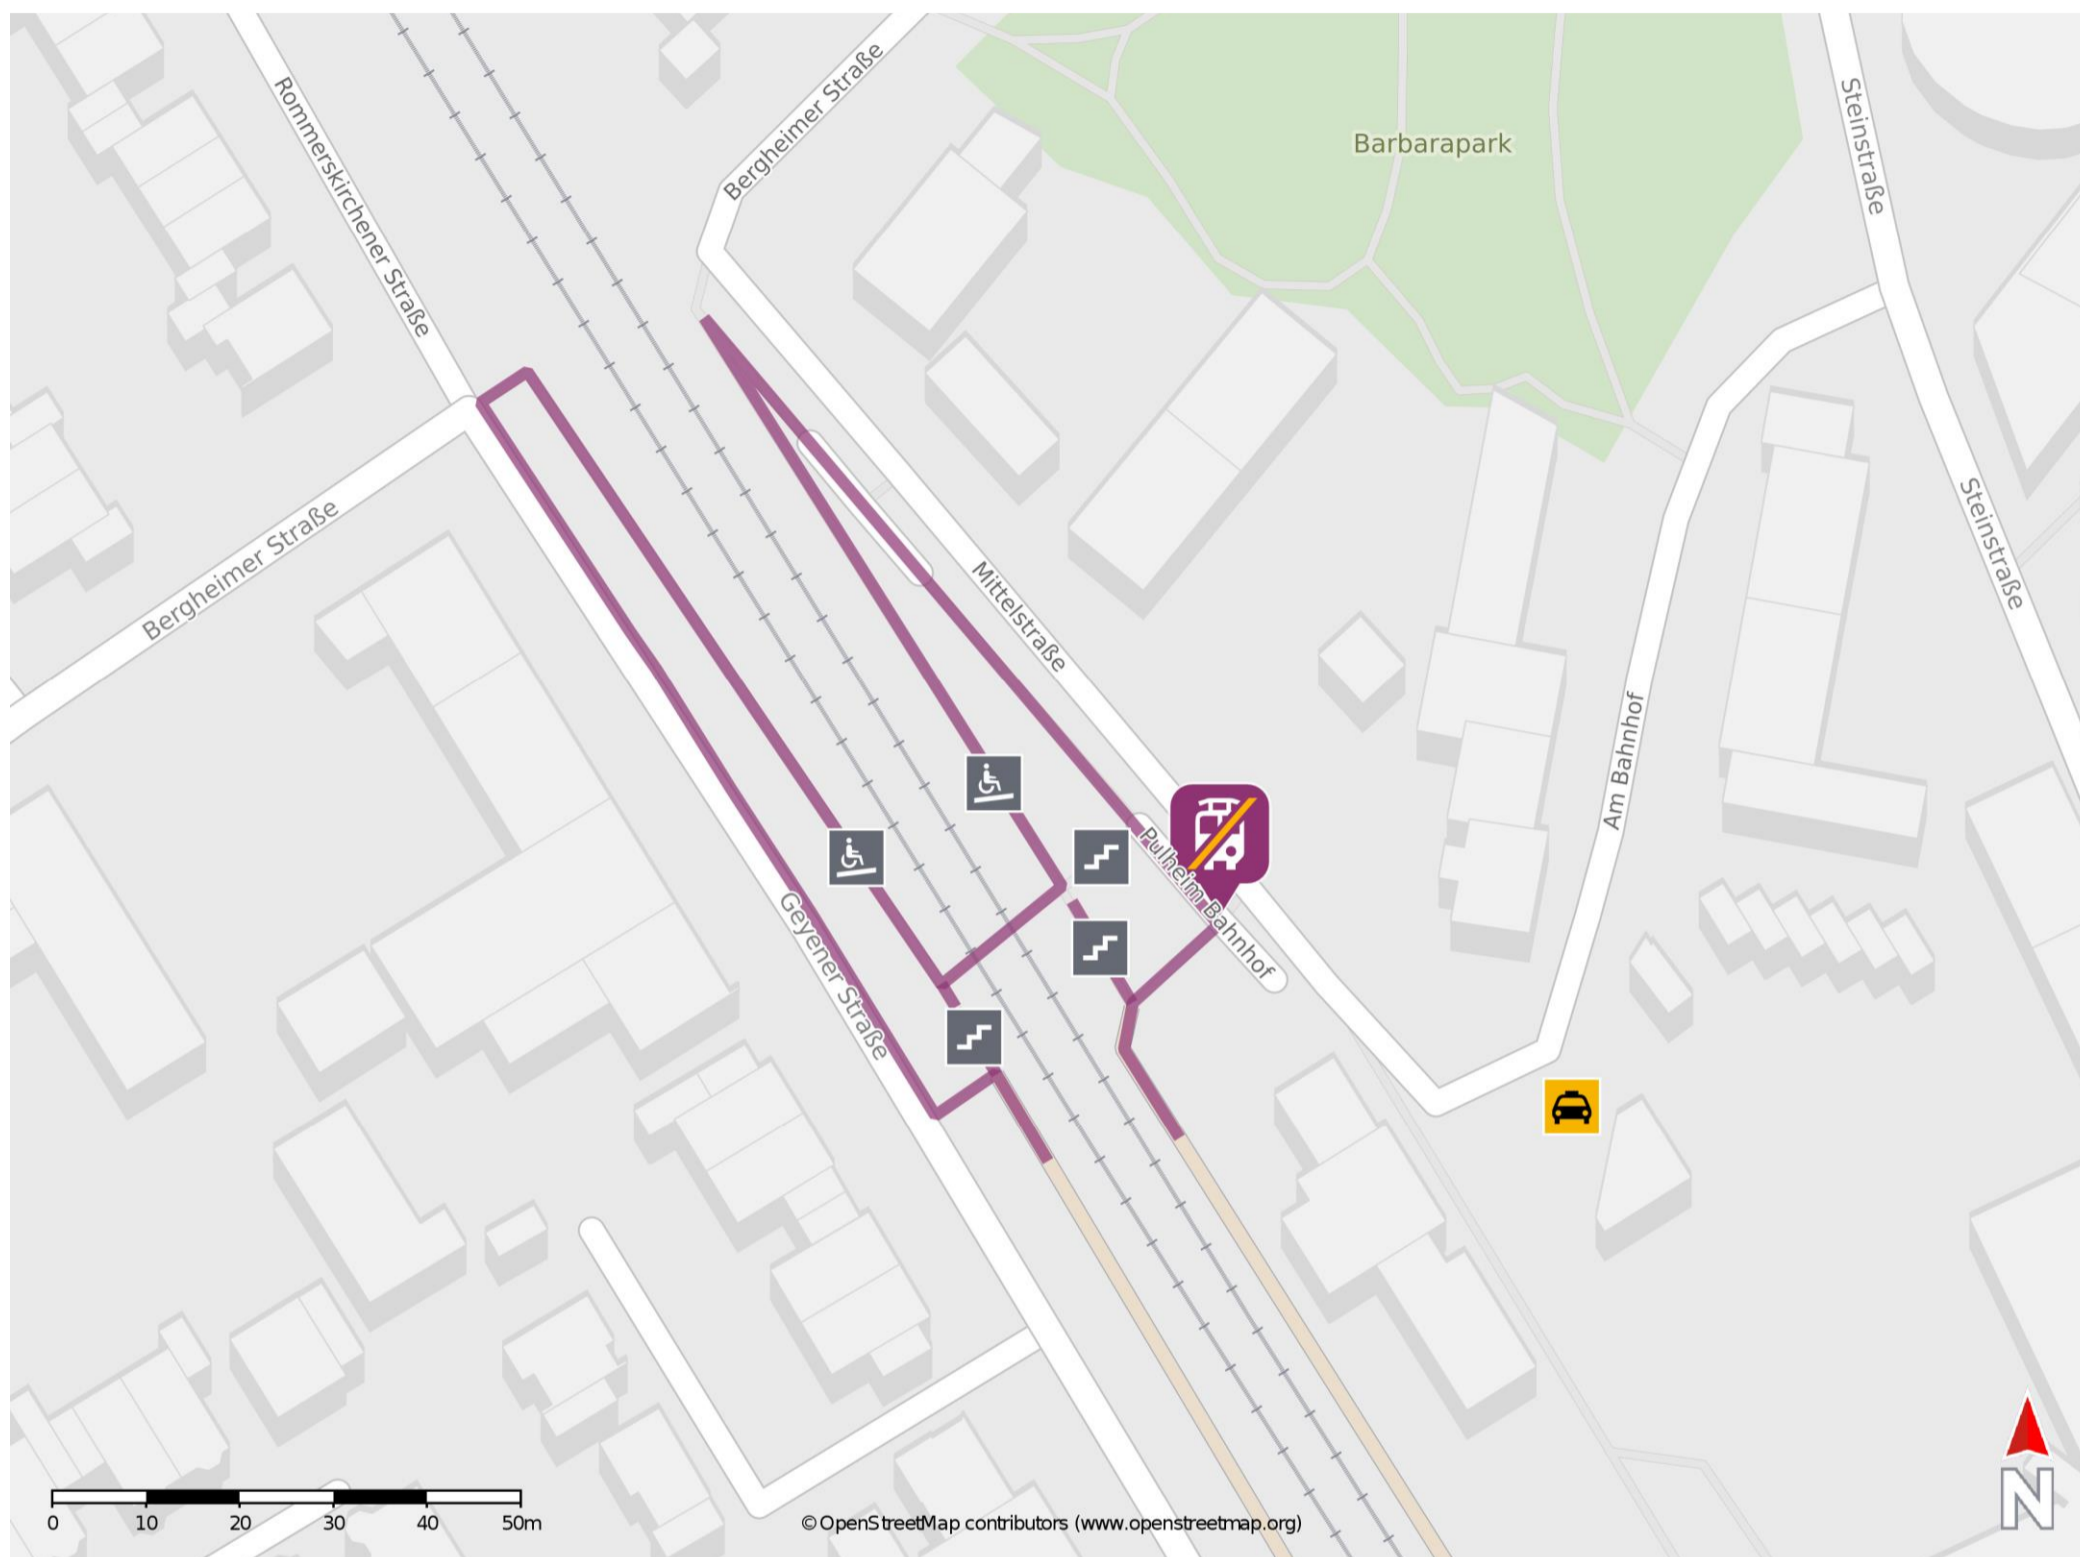 Bergheimer Straße
Rommerskirchener Straße
Barbarapark
Steinstraße
Bergheimer Straße
Steinstraße
Mittelstraße
Am Bahnhof
Pulheim Bahnhof
Geyener Straße
0 10 20 30 40 50m
© OpenStreetMap contributors (www.openstreetmap.org)
N